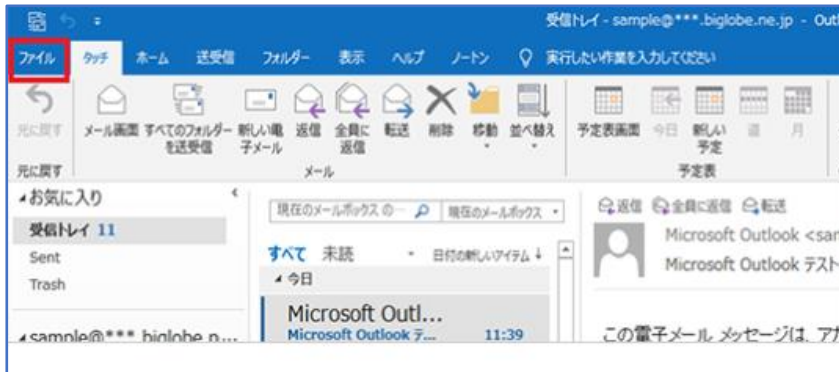 受信トレイ - sample@***.biglobe.ne.jp - Outl
ファイル タッチ ホーム 送受信 フォルダー 表示 ヘルプ ノートン 実行したい作業を入力してください
元に戻す メール画面 すべてのフォルダー を送受信 新しい電子メール 返信 全員に返信 転送 削除 移動 並べ替え 予定表画面 今日 新しい予定 週 月
元に戻す メール 予定表
お気に入り
受信トレイ 11
Sent
Trash
sample@***.biglobe.n...
現在のメールボックス の 現在のメールボックス
すべて 未読 日付の新しいアイテム ↓
今日
Microsoft Outl...
Microsoft Outlook テ... 11:39
返信 全員に返信 転送
Microsoft Outlook <sar
Microsoft Outlook テスト
この電子メール メッセージは、アカ